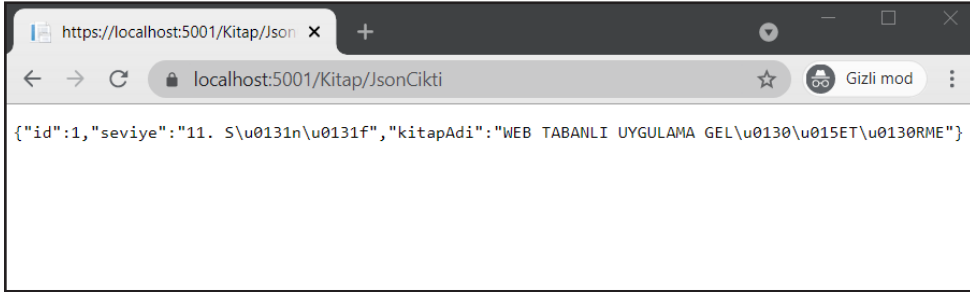 https://localhost:5001/Kitap/Json
localhost:5001/Kitap/JsonCikti
Gizli mod
{"id":1,"seviye":"11. S\u0131n\u0131f","kitapAdi":"WEB TABANLI UYGULAMA GEL\u0130\u015ET\u0130RME"}